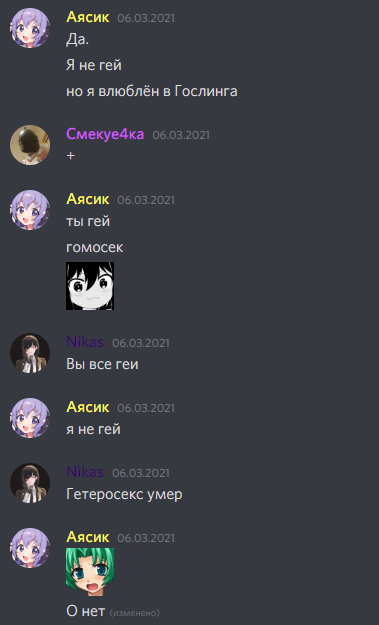 Аясик 06.03.2021
Да.
Я не гей
но я влюблён в Гослинга
Смекуе4ка 06.03.2021
+
Аясик 06.03.2021
ты гей
гомосек
Nikas 06.03.2021
Вы все геи
Аясик 06.03.2021
я не гей
Nikas 06.03.2021
Гетеросекс умер
Аясик 06.03.2021
О нет (изменено)